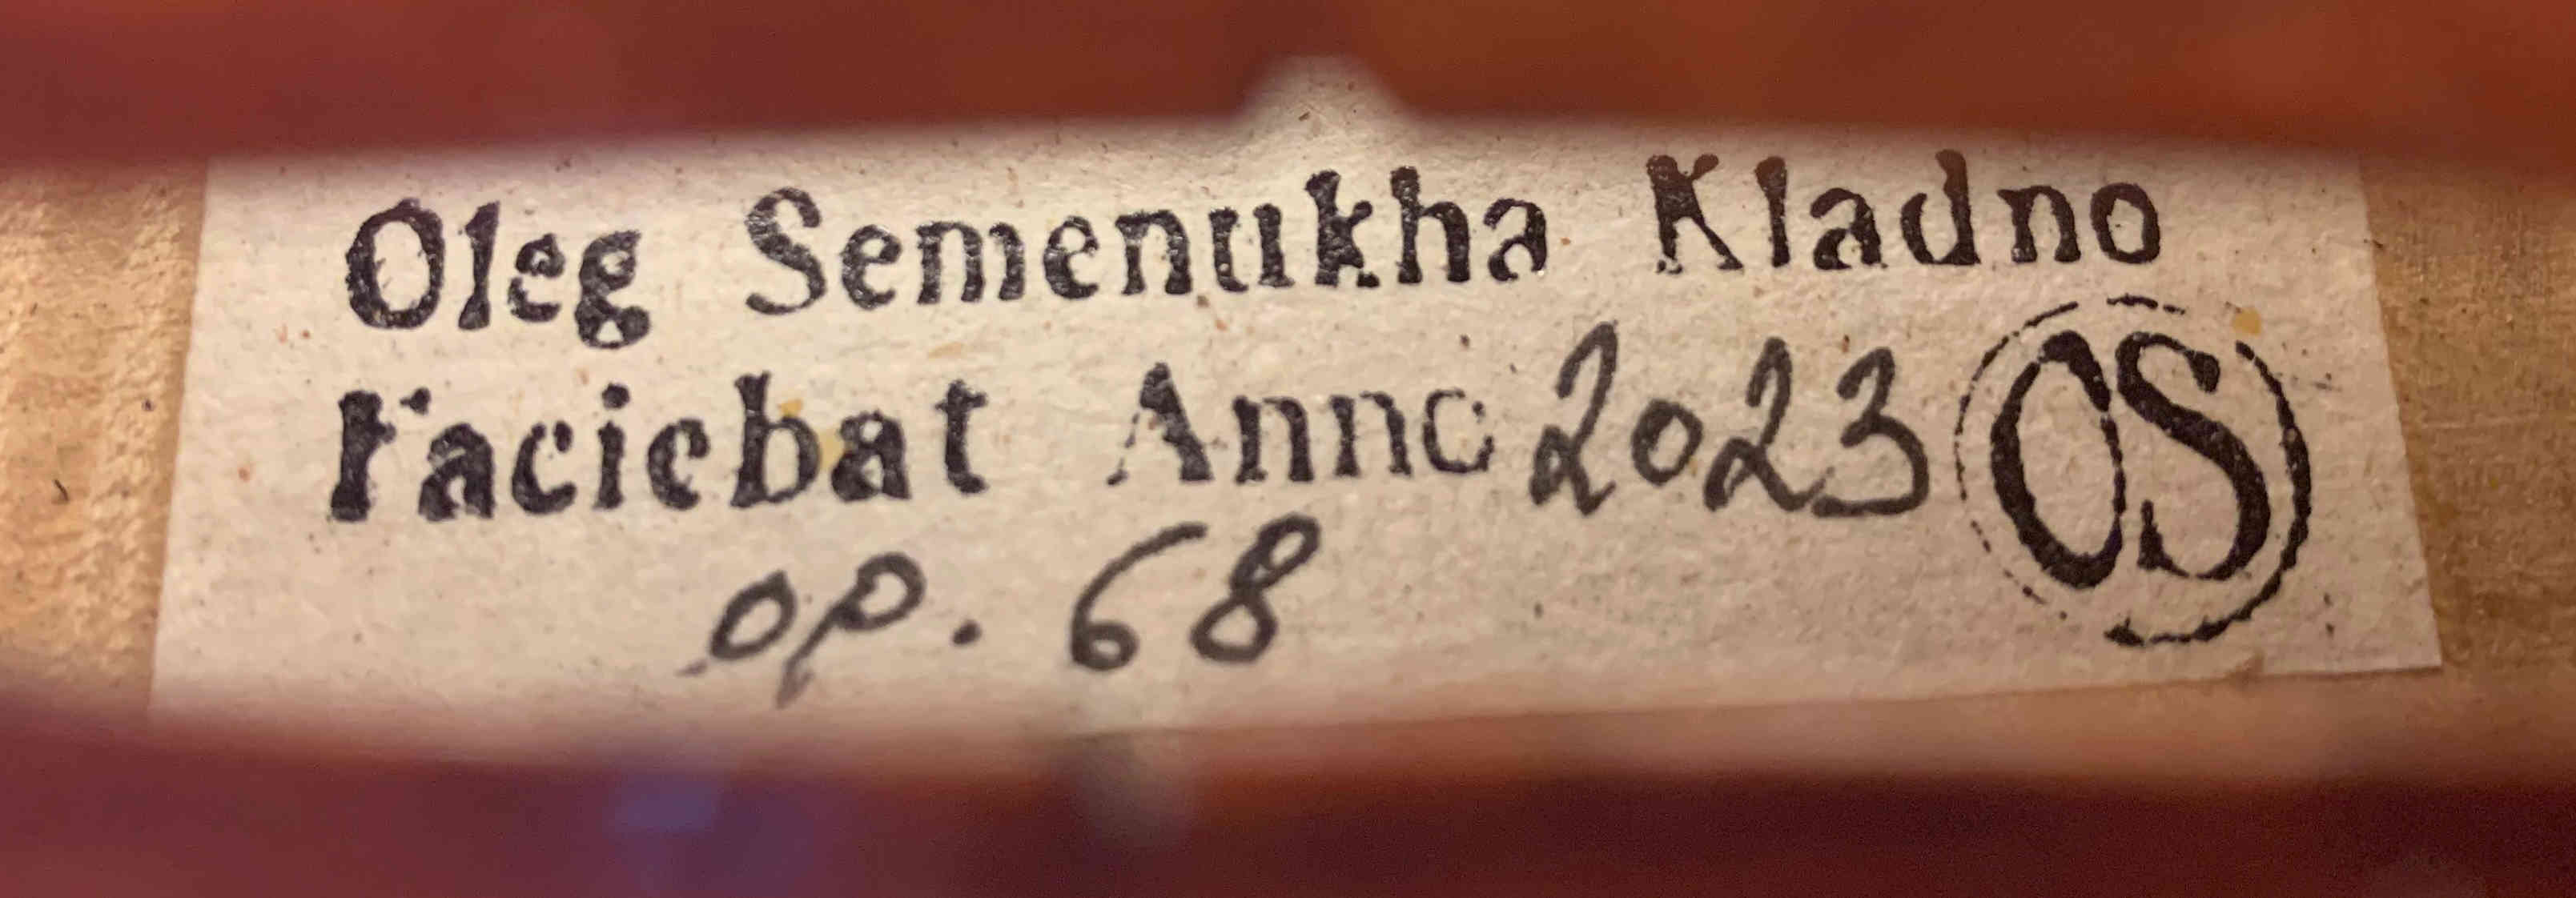 Oleg Semenukha Kladno
Faciebat Anno 2023
OS
op. 68